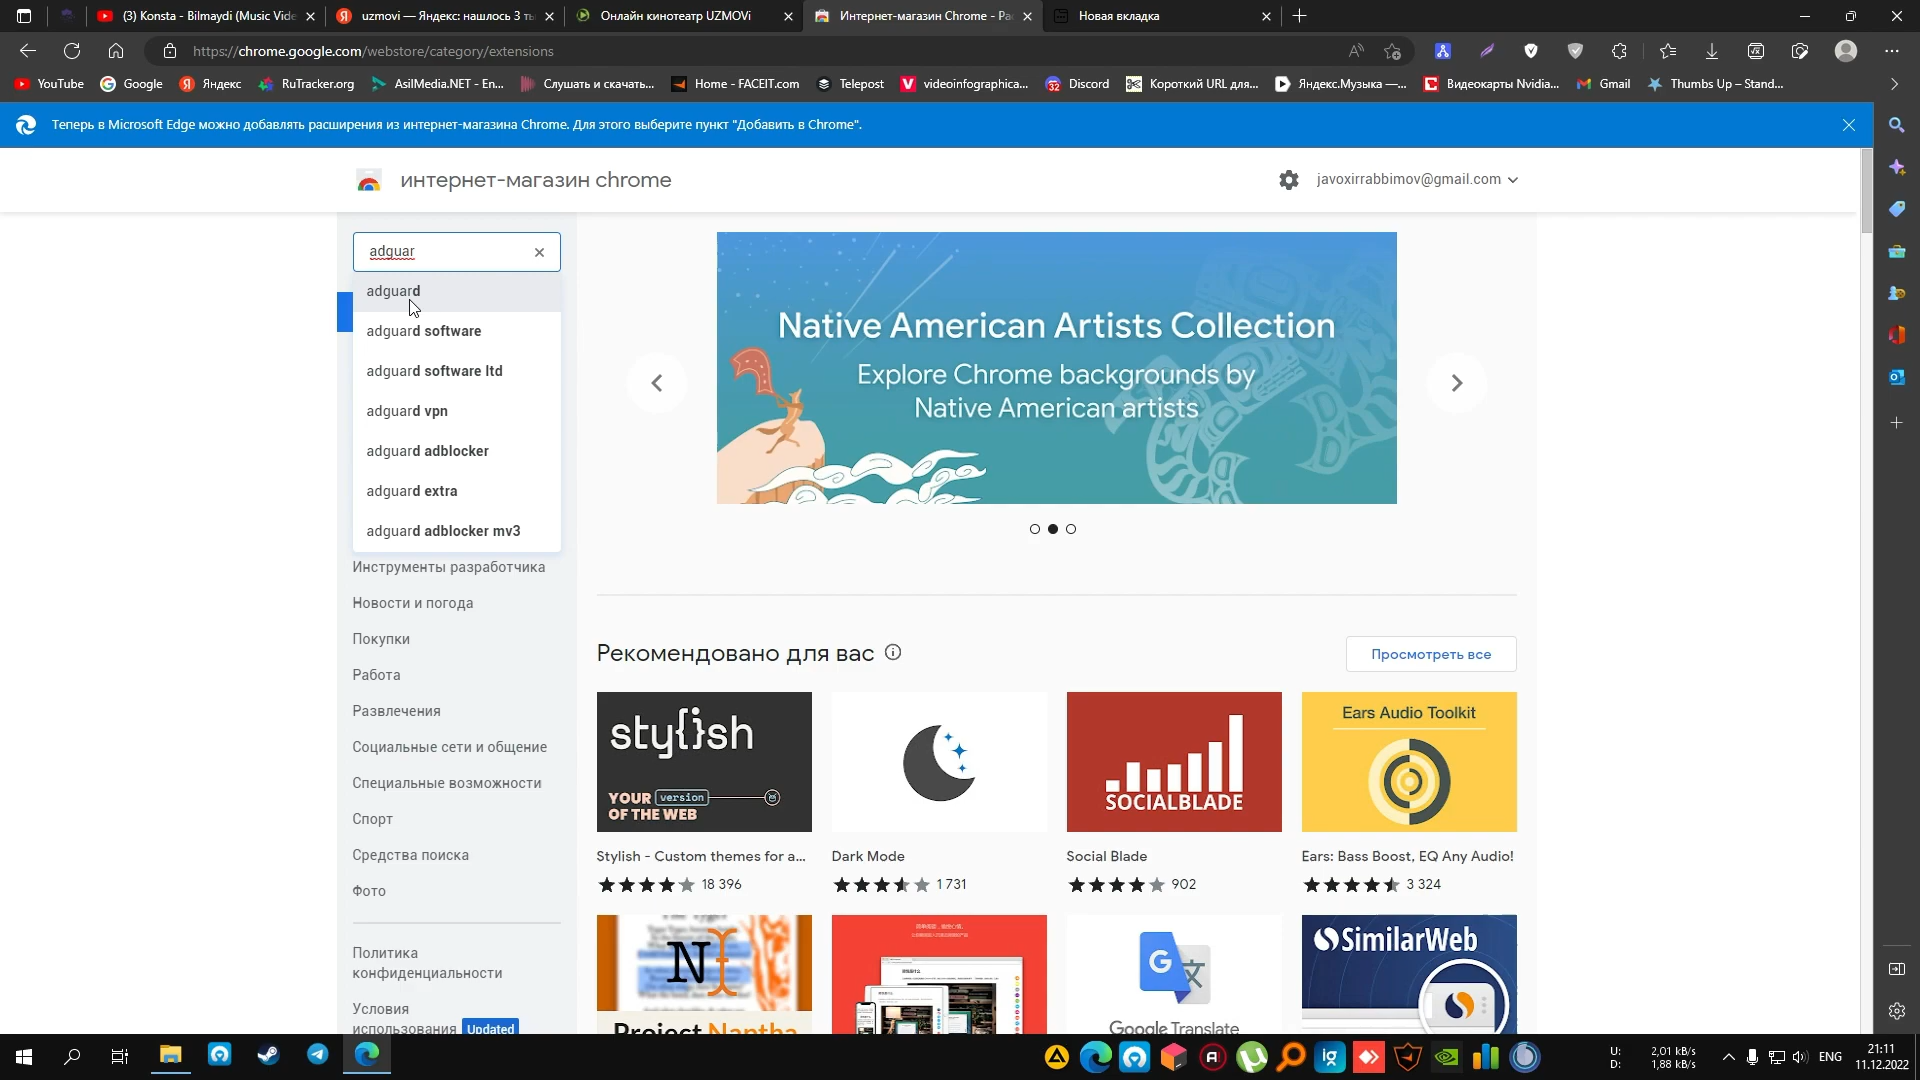 (3) Konsta - Bilmaydi (Music Vide
uzmovi — Яндекс: нашлось 3 ты
Онлайн кинотеатр UZMOVi
Интернет-магазин Chrome - Ра
Новая вкладка
https://chrome.google.com/webstore/category/extensions
YouTube
Google
Яндекс
RuTracker.org
AsilMedia.NET - En...
Слушать и скачать...
Home - FACEIT.com
Telepost
videoinfographica...
32
Discord
Короткий URL для...
Яндекс.Музыка —...
Видеокарты Nvidia...
Gmail
Thumbs Up – Stand...
Теперь в Microsoft Edge можно добавлять расширения из интернет-магазина Chrome. Для этого выберите пункт "Добавить в Chrome".
интернет-магазин chrome
javoxirrabbimov@gmail.com
adguar
adguard
adguard software
adguard software ltd
adguard vpn
adguard adblocker
adguard extra
adguard adblocker mv3
Инструменты разработчика
Новости и погода
Покупки
Работа
Развлечения
Социальные сети и общение
Специальные возможности
Спорт
Средства поиска
Фото
Политика
конфиденциальности
Условия
использования Updated
Native American Artists Collection
Explore Chrome backgrounds by
Native American artists
Рекомендовано для вас
Просмотреть все
stylish
YOUR version
OF THE WEB
SOCIALBLADE
Ears Audio Toolkit
Stylish - Custom themes for a...
Dark Mode
Social Blade
Ears: Bass Boost, EQ Any Audio!
18 396
1 731
902
3 324
N
Project Naptha
Google Translate
SimilarWeb
U: 2,01 kB/s
D: 1,88 kB/s
ENG
21:11
11.12.2022